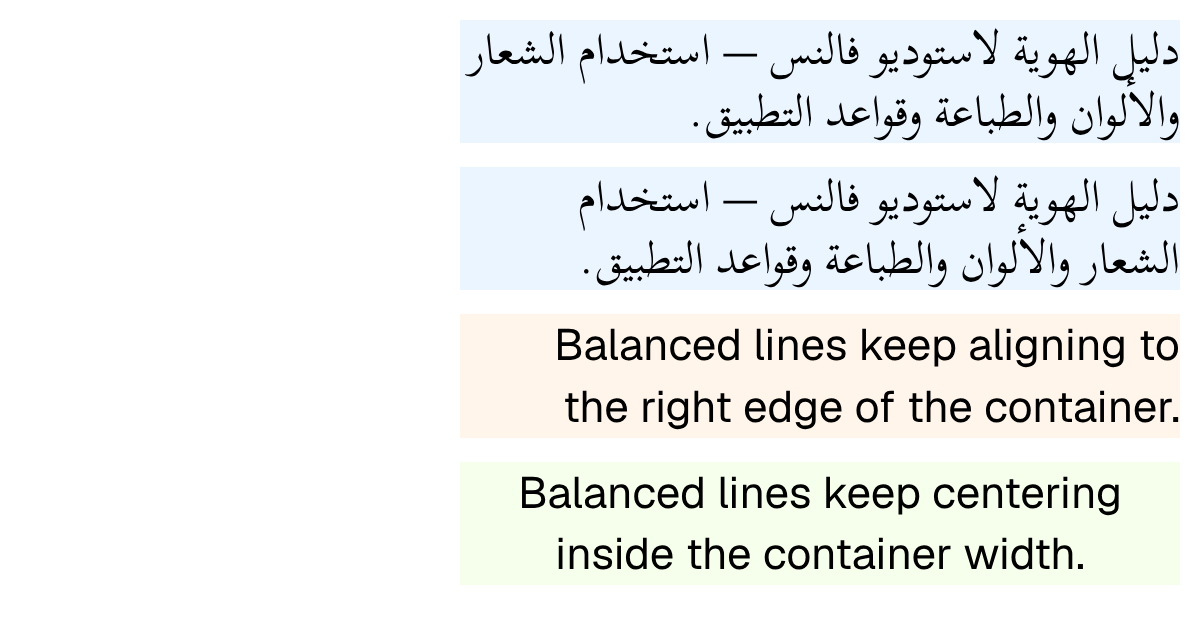 دليل الهوية لاستوديو فالنس — استخدام الشعار
والألوان والطباعة وقواعد التطبيق.
دليل الهوية لاستوديو فالنس — استخدام
الشعار والألوان والطباعة وقواعد التطبيق.
Balanced lines keep aligning to
the right edge of the container.
Balanced lines keep centering
inside the container width.